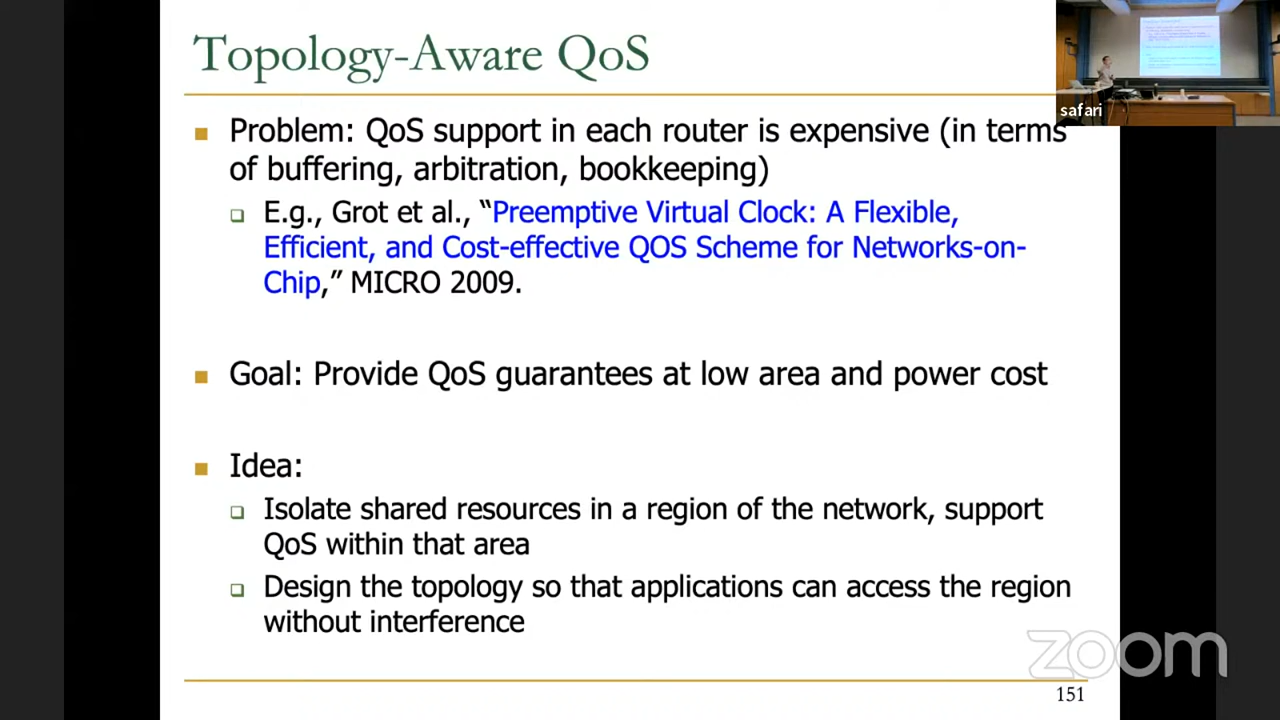 Topology-Aware QoS
safari
Problem: QoS support in each router is expensive (in terms
of buffering, arbitration, bookkeeping)
E.g., Grot et al., “Preemptive Virtual Clock: A Flexible,
Efficient, and Cost-effective QOS Scheme for Networks-on-
Chip,” MICRO 2009.
Goal: Provide QoS guarantees at low area and power cost
Idea:
Isolate shared resources in a region of the network, support
QoS within that area
Design the topology so that applications can access the region
without interference
zoom
151